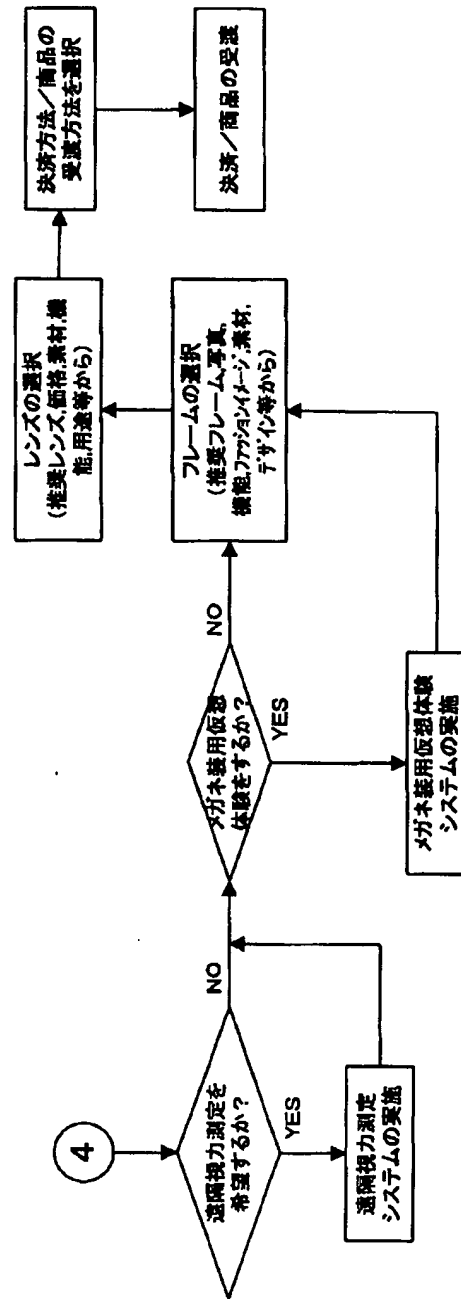 4
遠隔視力測定を
希望するか？
YES
NO
遠隔視力測定
システムの実施
メガネ装用仮想
体験をするか？
YES
NO
メガネ装用仮想体験
システムの実施
フレームの選択
(推奨フレーム,写真,
機能,ファッションイメージ,素材,
デザイン等から)
レンズの選択
(推奨レンズ,価格,素材,機
能,用途等から)
決済方法／商品の
受渡方法を選択
決済／商品の受渡